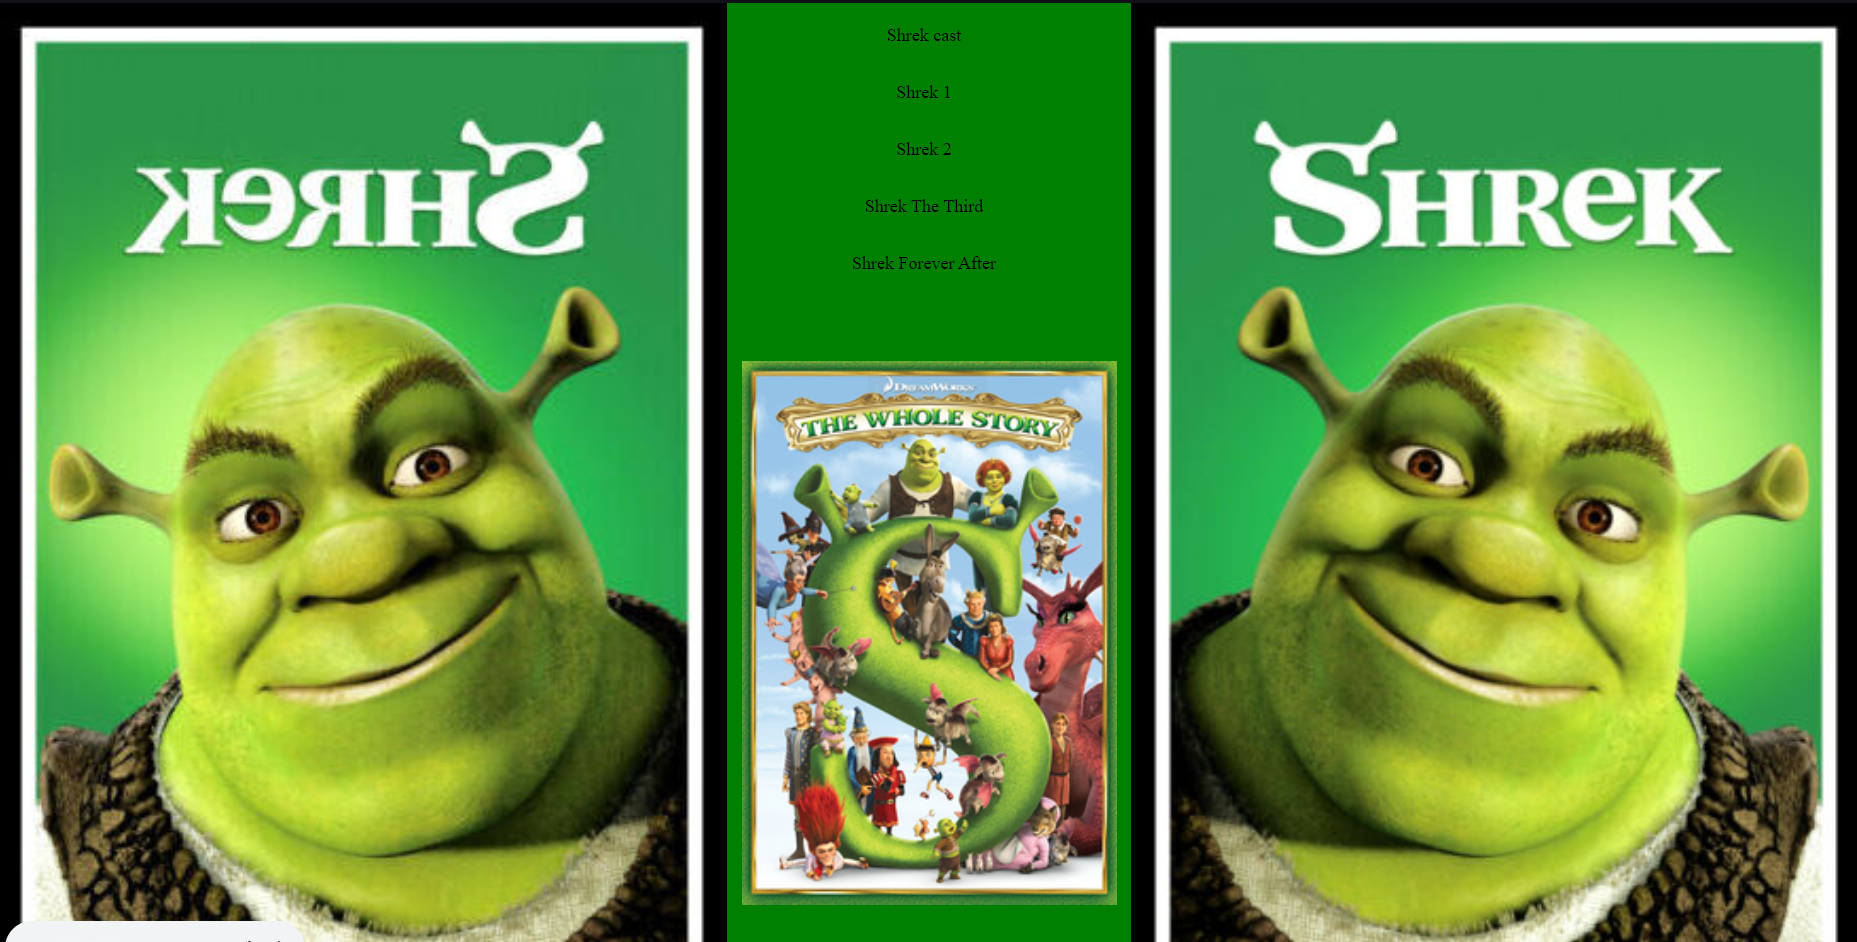 SHReK
Shrek cast
Shrek 1
Shrek 2
Shrek The Third
Shrek Forever After
DREAMWORKS
THE WHOLE STORY
S
SHReK